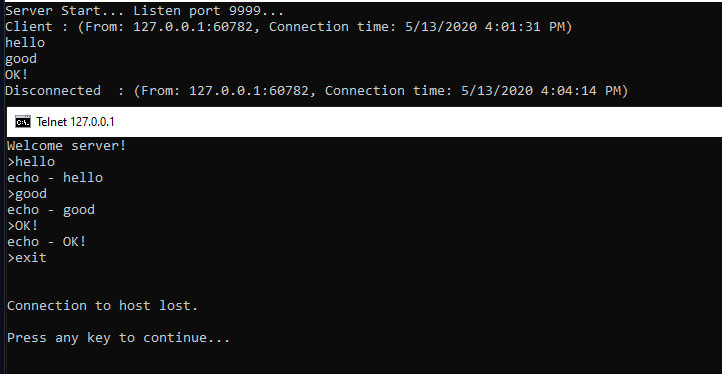 Server Start... Listen port 9999...
Client : (From: 127.0.0.1:60782, Connection time: 5/13/2020 4:01:31 PM)
hello
good
OK!
Disconnected  : (From: 127.0.0.1:60782, Connection time: 5/13/2020 4:04:14 PM)
C:\. Telnet 127.0.0.1
Welcome server!
>hello
echo - hello
>good
echo - good
>OK!
echo - OK!
>exit
Connection to host lost.
Press any key to continue...